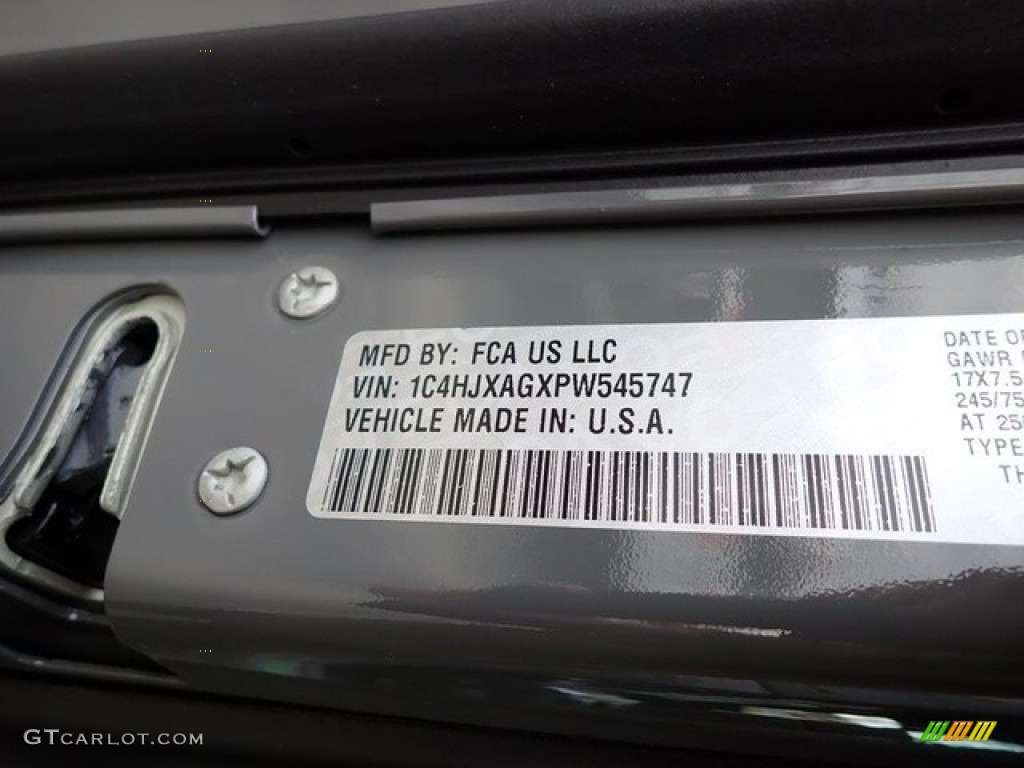 MFD BY: FCA US LLC
VIN: 1C4HJXAGXPW545747
VEHICLE MADE IN: U.S.A.
DATE OF
GAWR
17X7.5
245/75
AT
TYPE
TH
GTCARLOT.COM